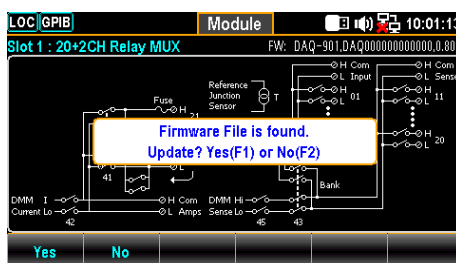 LOC GPIB Module 10:01:13
Slot 1 : 20+2CH Relay MUX FW: DAQ-901,DAQ000000000000,0.80
H Com H Com
L Input L Sense
Reference
Junction
Sensor
T
Fuse
H 01 H 11
L L
H
21
Firmware File is found.
Update? Yes(F1) or No(F2)
H 20
L
L
41
Bank
DMM I H Com DMM Hi
Current Lo L Amps Sense Lo
42 45 43
Yes No